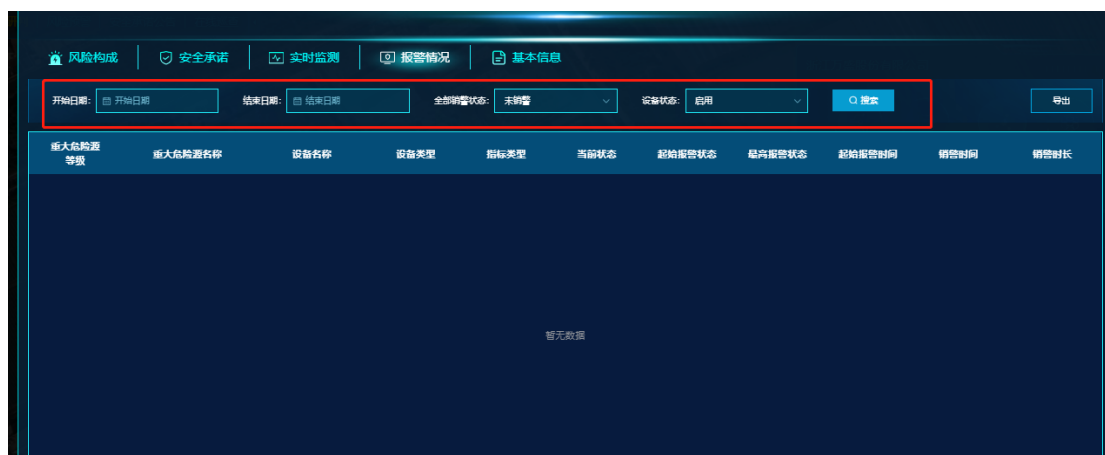 风险构成 安全承诺 实时监测 报警情况 基本信息
开始日期: 开始日期 结束日期: 结束日期 全部销警状态: 未销警 设备状态: 启用 搜索 导出
重大危险源
等级 重大危险源名称 设备名称 设备类型 指标类型 当前状态 起始报警状态 最高报警状态 起始报警时间 销警时间 销警时长
暂无数据